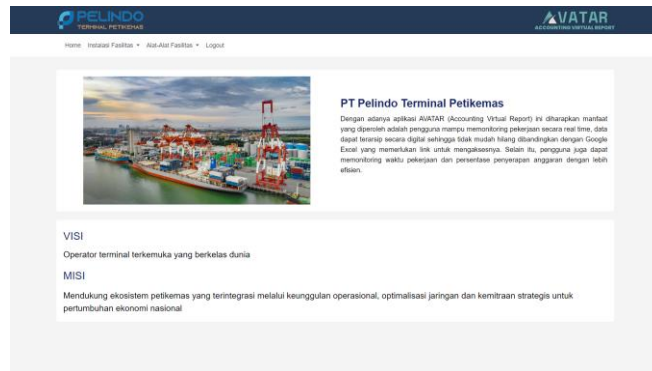 PELINDO
TERMINAL PETIKEMAS
AVATAR
ACCOUNTING VIRTUAL REPORT
Home Instalasi Fasilitas Alat-Alat Fasilitas Logout
PT Pelindo Terminal Petikemas
Dengan adanya aplikasi AVATAR (Accounting Virtual Report) ini diharapkan manfaat
yang diperoleh adalah pengguna mampu memonitoring pekerjaan secara real time, data
dapat terarsip secara digital sehingga tidak mudah hilang dibandingkan dengan Google
Excel yang memerlukan link untuk mengaksesnya. Selain itu, pengguna juga dapat
memonitoring waktu pekerjaan dan persentase penyerapan anggaran dengan lebih
efisien.
VISI
Operator terminal terkemuka yang berkelas dunia
MISI
Mendukung ekosistem petikemas yang terintegrasi melalui keunggulan operasional, optimalisasi jaringan dan kemitraan strategis untuk
pertumbuhan ekonomi nasional